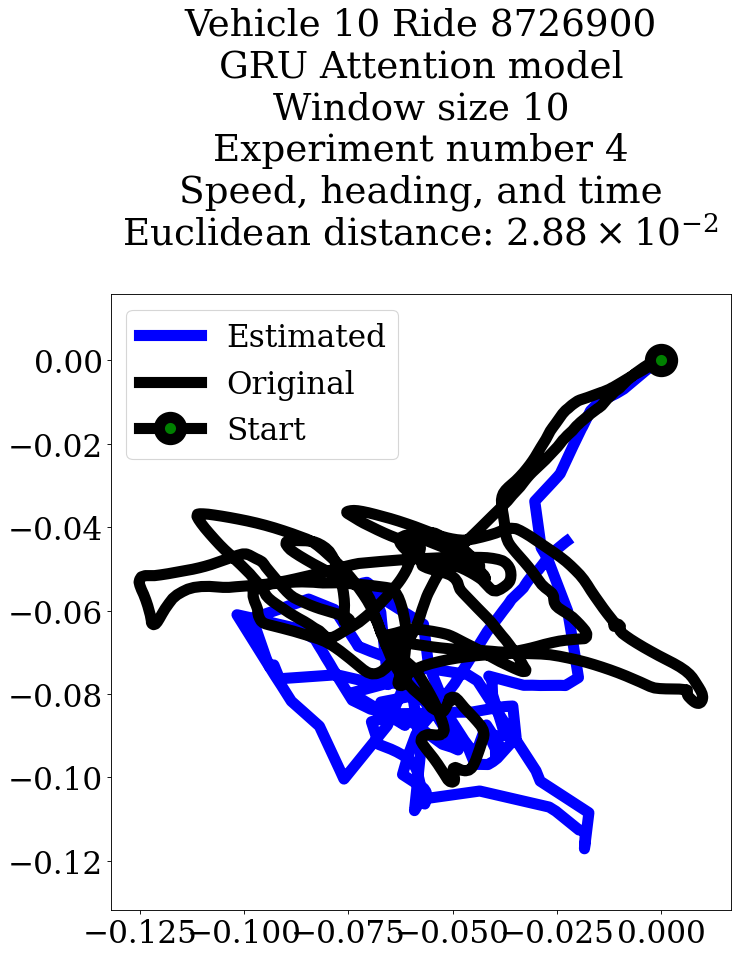 Vehicle 10 Ride 8726900
GRU Attention model
Window size 10
Experiment number 4
Speed, heading, and time
Euclidean distance: 2.88 × 10⁻²
Estimated
Original
Start
0.00
−0.02
−0.04
−0.06
−0.08
−0.10
−0.12
−0.125 −0.100 −0.075 −0.050 −0.025 0.000